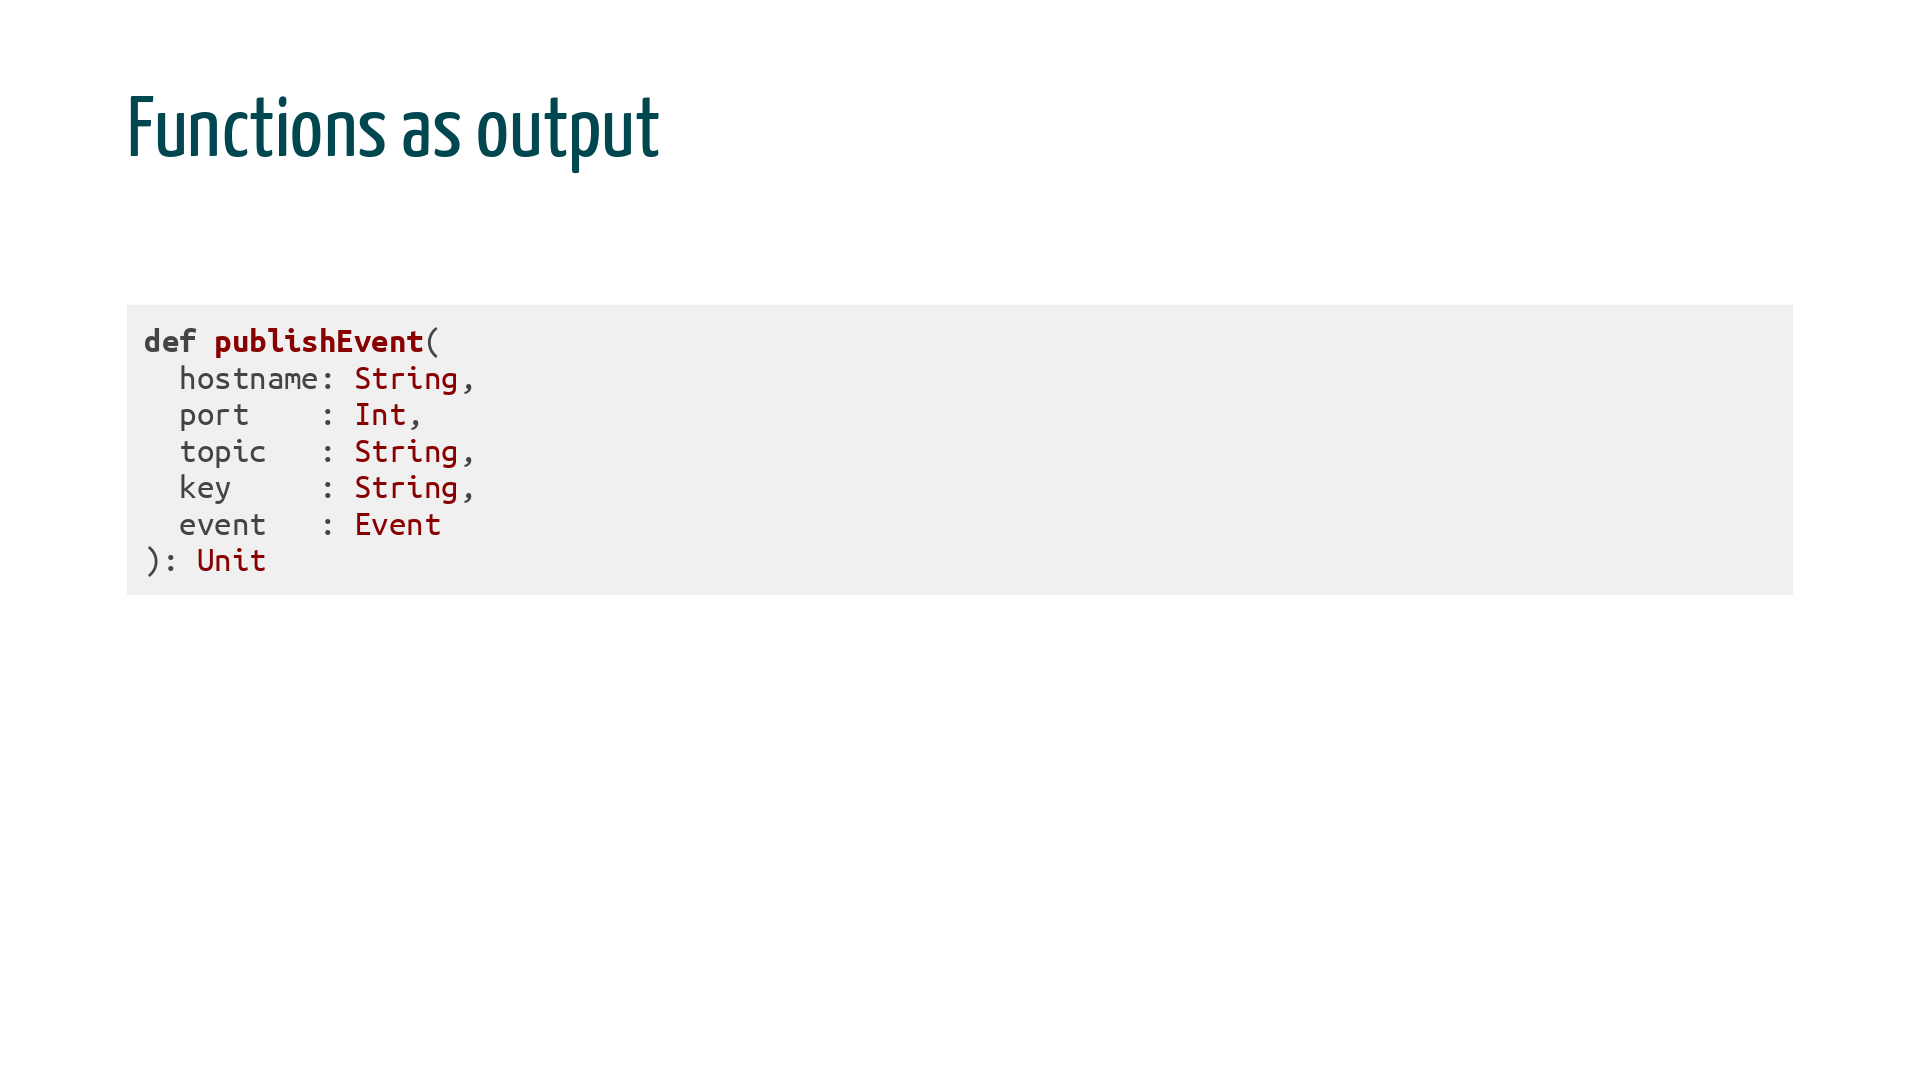 Functions as output
def publishEvent(
  hostname: String,
  port    : Int,
  topic   : String,
  key     : String,
  event   : Event
): Unit